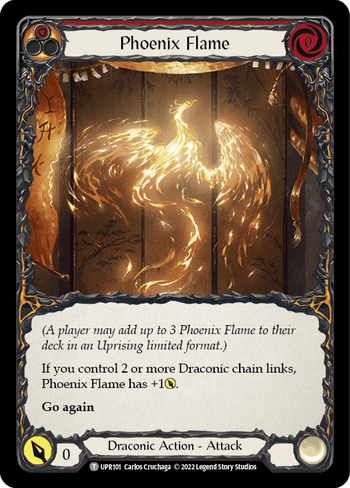 Phoenix Flame
(A player may add up to 3 Phoenix Flame to their
deck in an Uprising limited format.)
If you control 2 or more Draconic chain links,
Phoenix Flame has +1.
Go again
0
Draconic Action - Attack
T UPR101 Carlos Cruchaga © 2022 Legend Story Studios